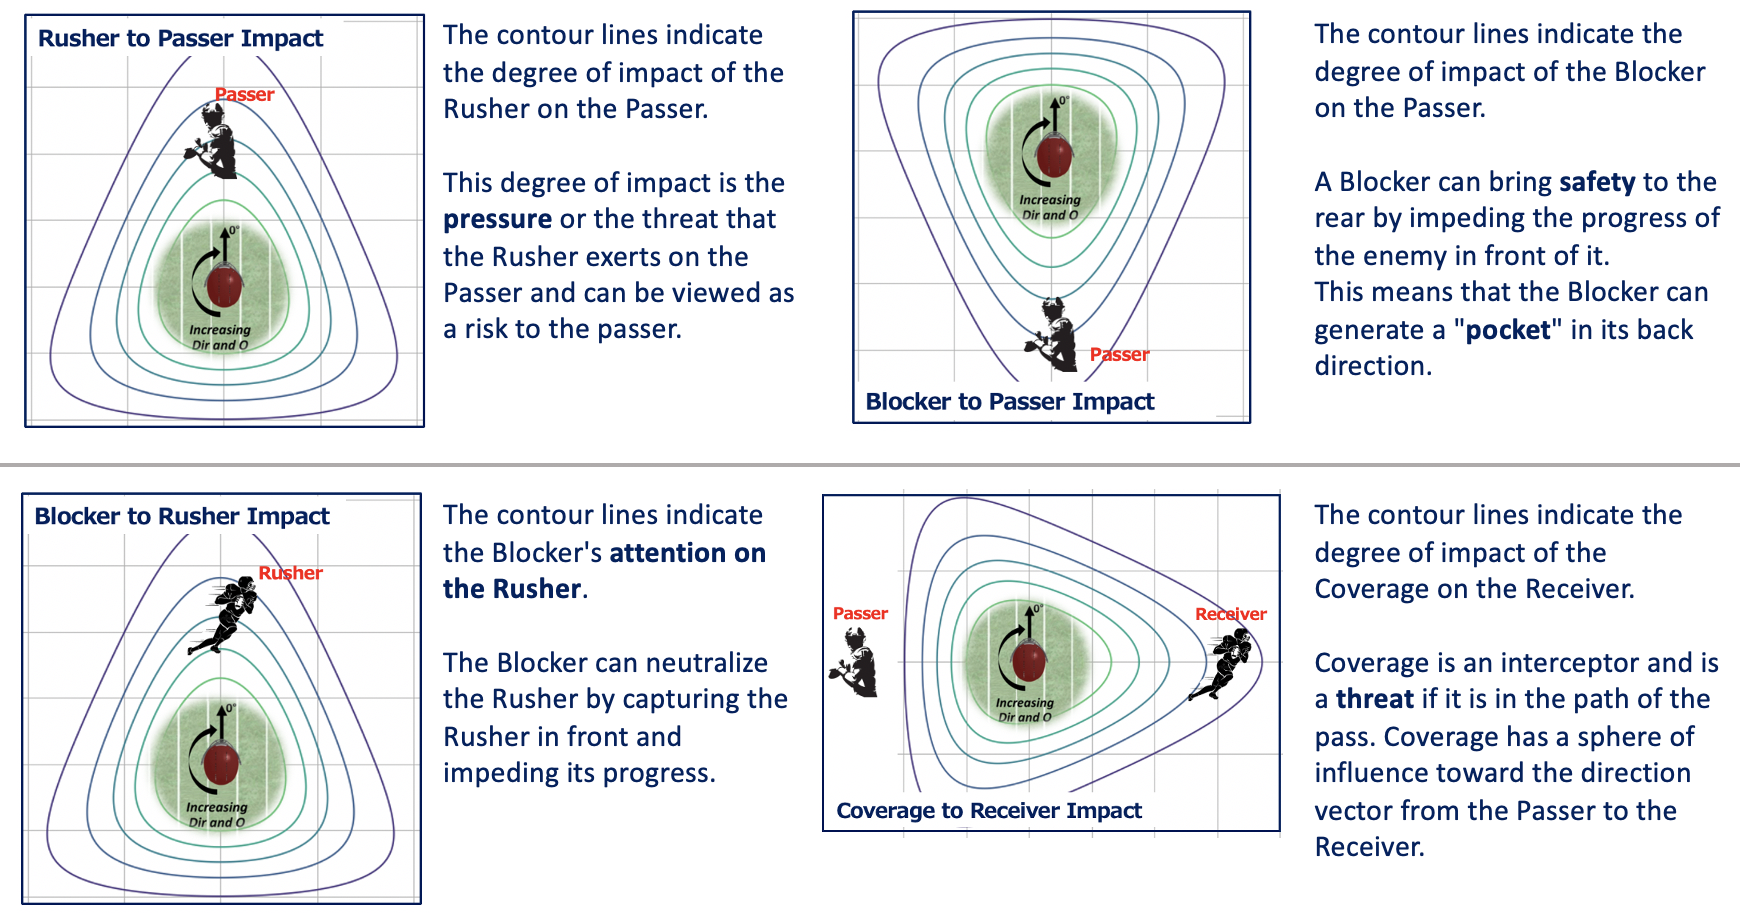 Rusher to Passer Impact
Passer
0°
Increasing
Dir and O
The contour lines indicate
the degree of impact of the
Rusher on the Passer.
This degree of impact is the
pressure or the threat that
the Rusher exerts on the
Passer and can be viewed as
a risk to the passer.
0°
Increasing
Dir and O
Passer
Blocker to Passer Impact
The contour lines indicate the
degree of impact of the Blocker
on the Passer.
A Blocker can bring safety to the
rear by impeding the progress of
the enemy in front of it.
This means that the Blocker can
generate a "pocket" in its back
direction.
Blocker to Rusher Impact
Rusher
0°
Increasing
Dir and O
The contour lines indicate
the Blocker's attention on
the Rusher.
The Blocker can neutralize
the Rusher by capturing the
Rusher in front and
impeding its progress.
Passer
Receiver
0°
Increasing
Dir and O
Coverage to Receiver Impact
The contour lines indicate the
degree of impact of the
Coverage on the Receiver.
Coverage is an interceptor and is
a threat if it is in the path of the
pass. Coverage has a sphere of
influence toward the direction
vector from the Passer to the
Receiver.